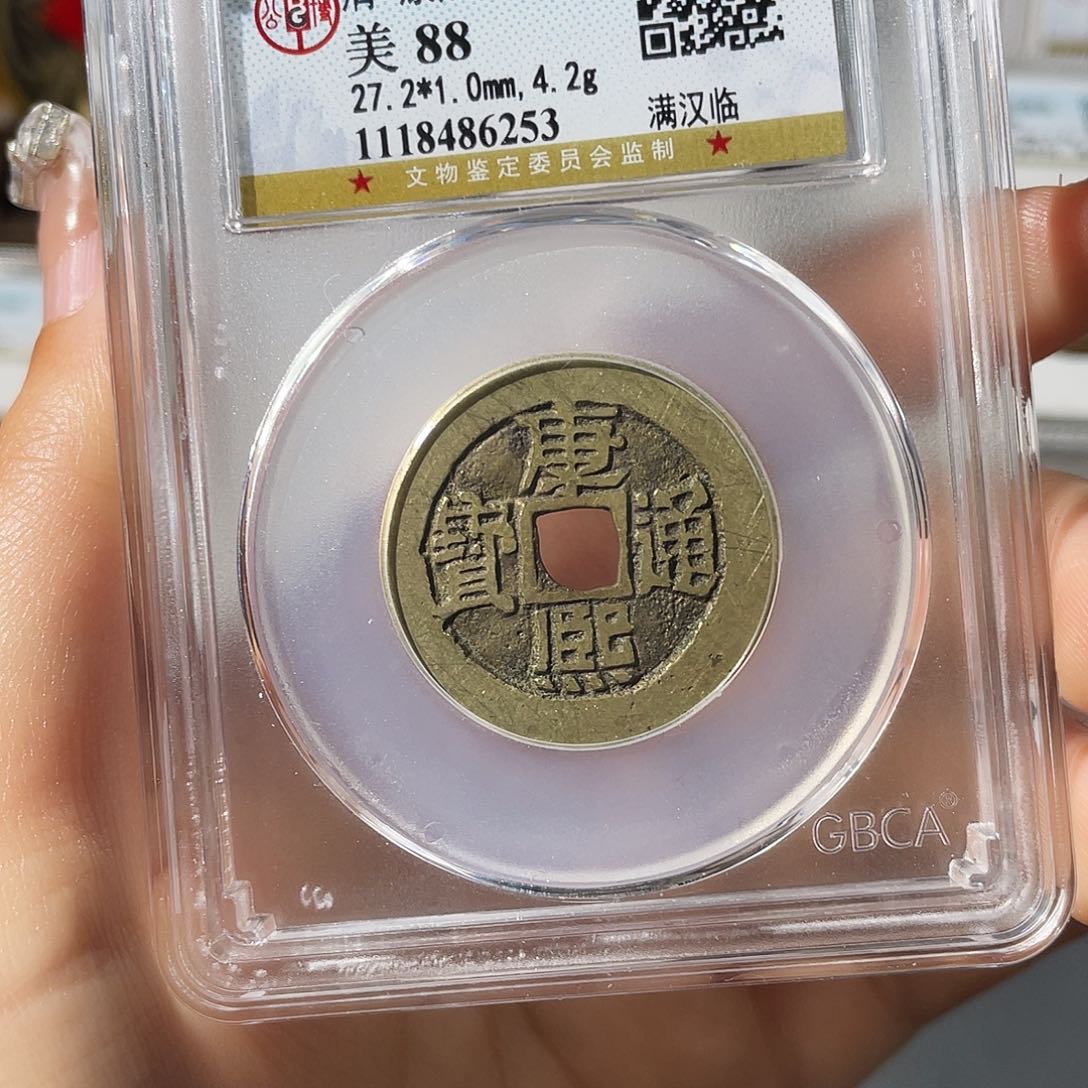 美 88
27.2*1.0mm, 4.2g
1118486253
满汉临
★ 文物鉴定委员会监制 ★
康熙通寶
GBCA®